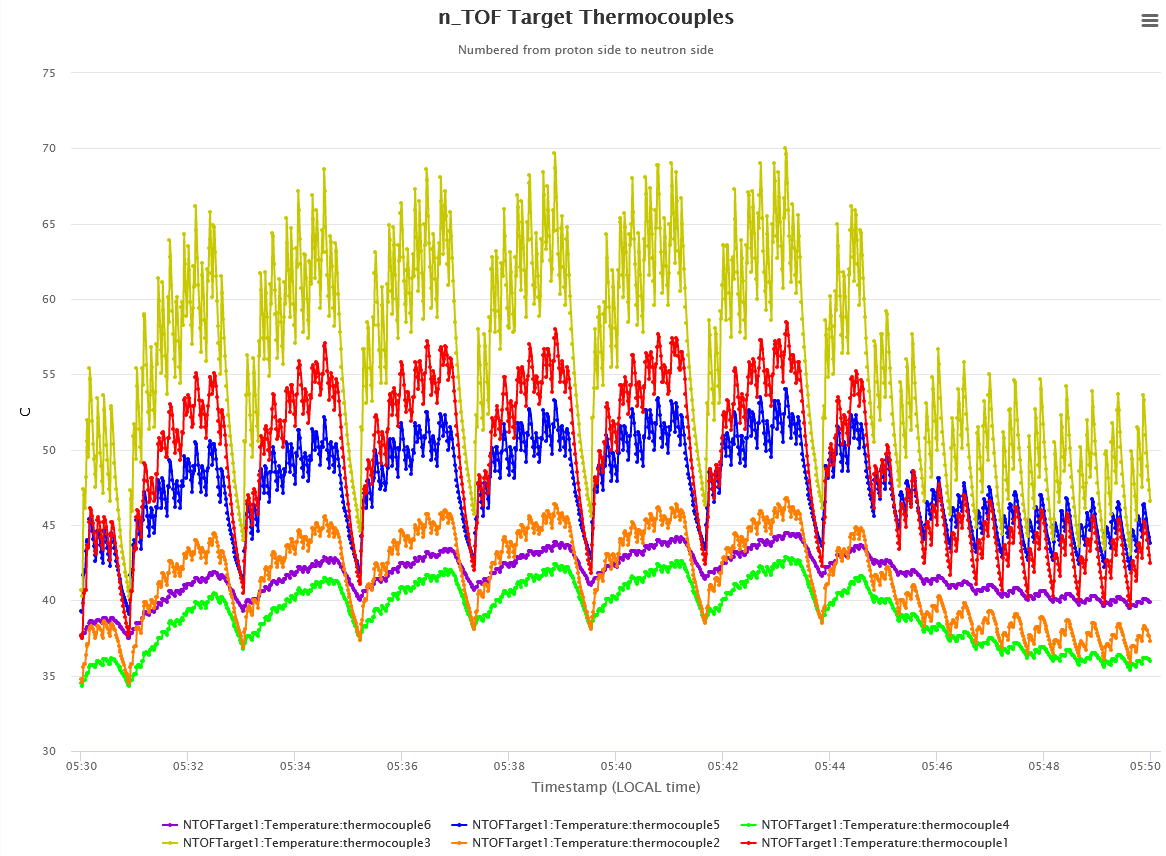 n_TOF Target Thermocouples
Numbered from proton side to neutron side
75
70
65
60
55
50
45
40
35
30
C
05:30 05:32 05:34 05:36 05:38 05:40 05:42 05:44 05:46 05:48 05:50
Timestamp (LOCAL time)
NTOFTarget1:Temperature:thermocouple6 NTOFTarget1:Temperature:thermocouple5 NTOFTarget1:Temperature:thermocouple4
NTOFTarget1:Temperature:thermocouple3 NTOFTarget1:Temperature:thermocouple2 NTOFTarget1:Temperature:thermocouple1